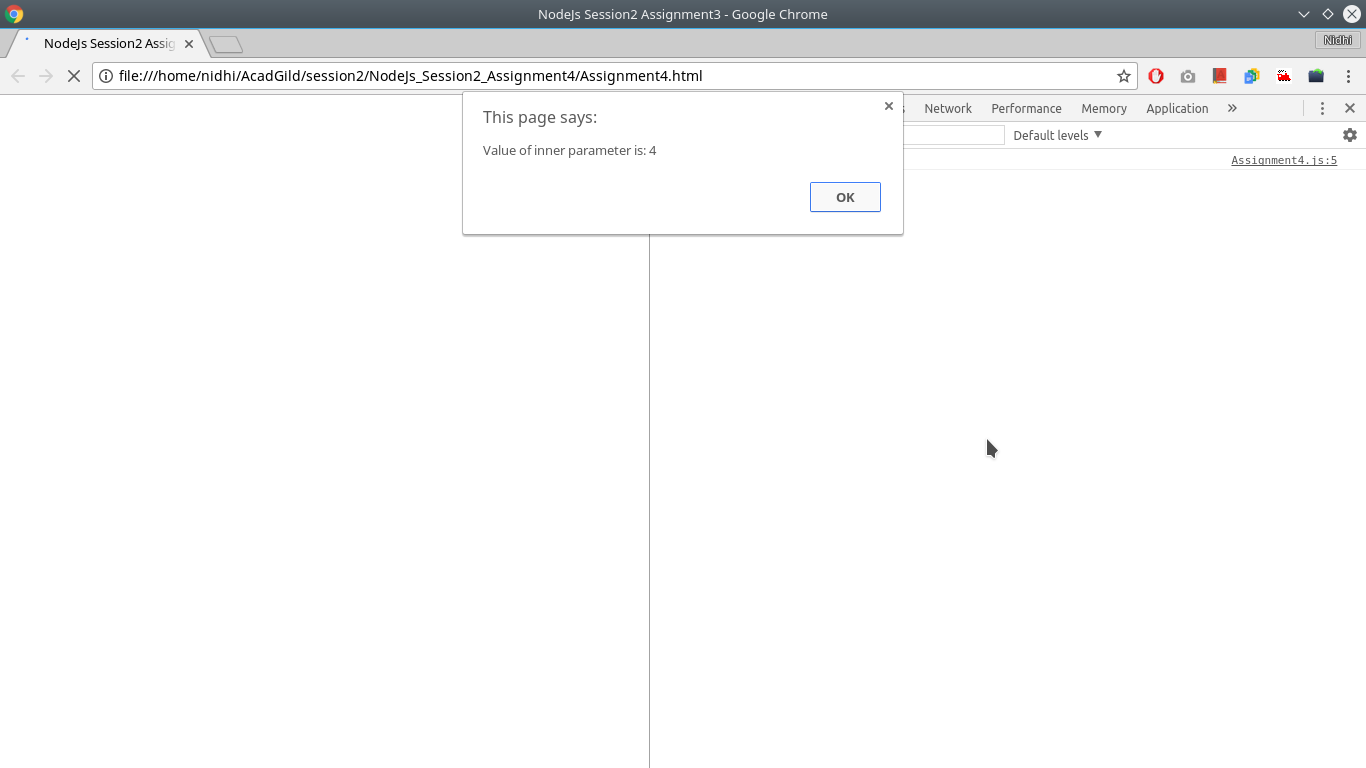 NodeJs Session2 Assignment3 - Google Chrome
NodeJs Session2 Assig
Nidhi
file:///home/nidhi/AcadGild/session2/NodeJs_Session2_Assignment4/Assignment4.html
This page says:
Value of inner parameter is: 4
OK
Network Performance Memory Application
Default levels
Assignment4.js:5